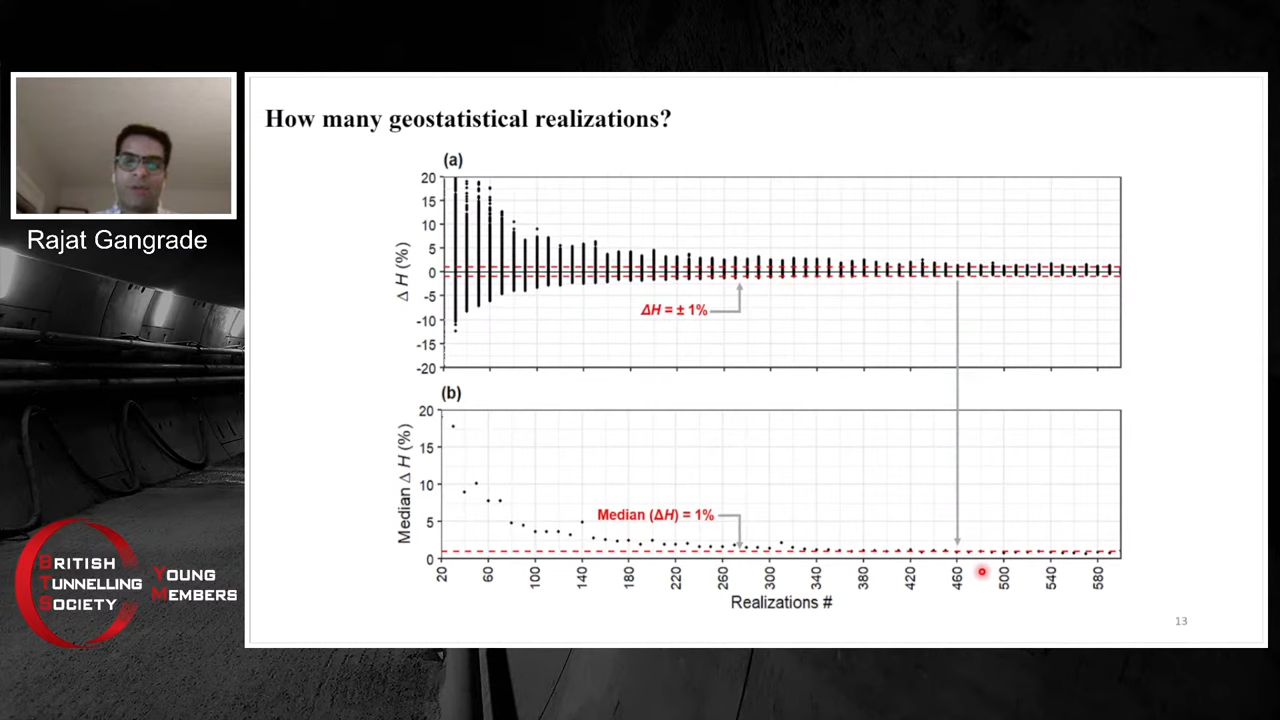 How many geostatistical realizations?
Rajat Gangrade
(a)
20
15
10
5
0
-5
-10
-15
-20
Δ H (%)
ΔH = ± 1%
(b)
20
15
10
5
0
Median Δ H (%)
Median (ΔH) = 1%
20 60 100 140 180 220 260 300 340 380 420 460 500 540 580
Realizations #
13
BRITISH
TUNNELLING
SOCIETY
YOUNG
MEMBERS